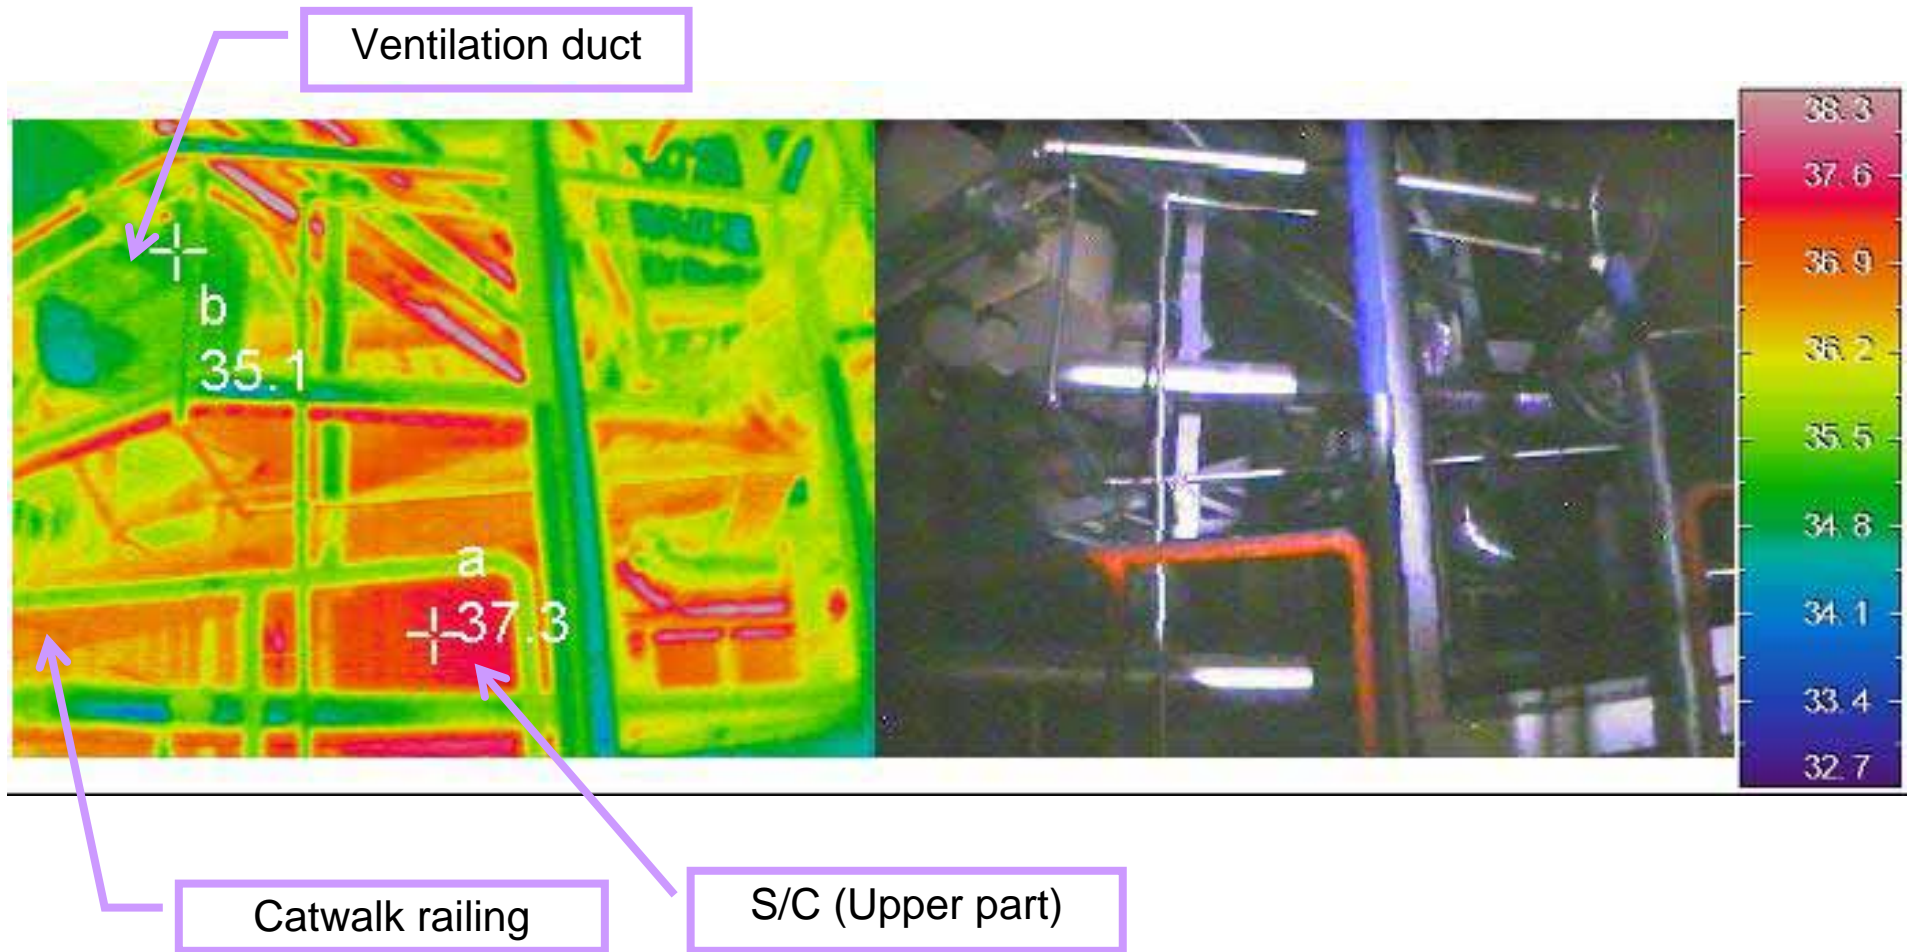 Ventilation duct
b
35.1
a
37.3
38.3
37.6
36.9
36.2
35.5
34.8
34.1
33.4
32.7
Catwalk railing
S/C (Upper part)